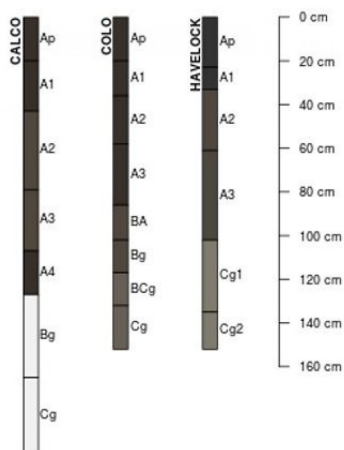 CALCO
Ap
A1
A2
A3
A4
Bg
Cg
COLO
Ap
A1
A2
A3
BA
Bg
BCg
Cg
HAVELOCK
Ap
A1
A2
A3
Cg1
Cg2
0 cm
20 cm
40 cm
60 cm
80 cm
100 cm
120 cm
140 cm
160 cm